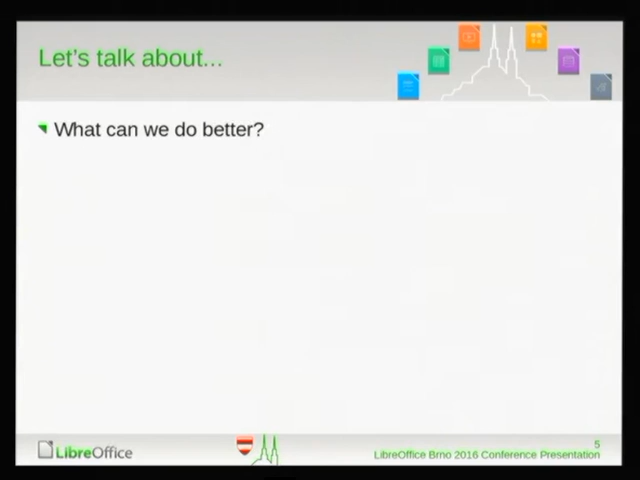 Let's talk about...
What can we do better?
LibreOffice
5
LibreOffice Brno 2016 Conference Presentation